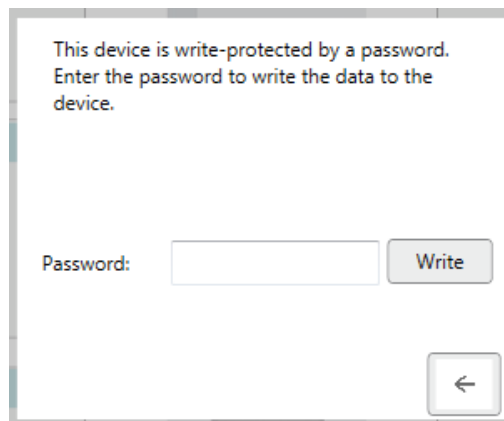 This device is write-protected by a password.
Enter the password to write the data to the
device.
Password:
Write